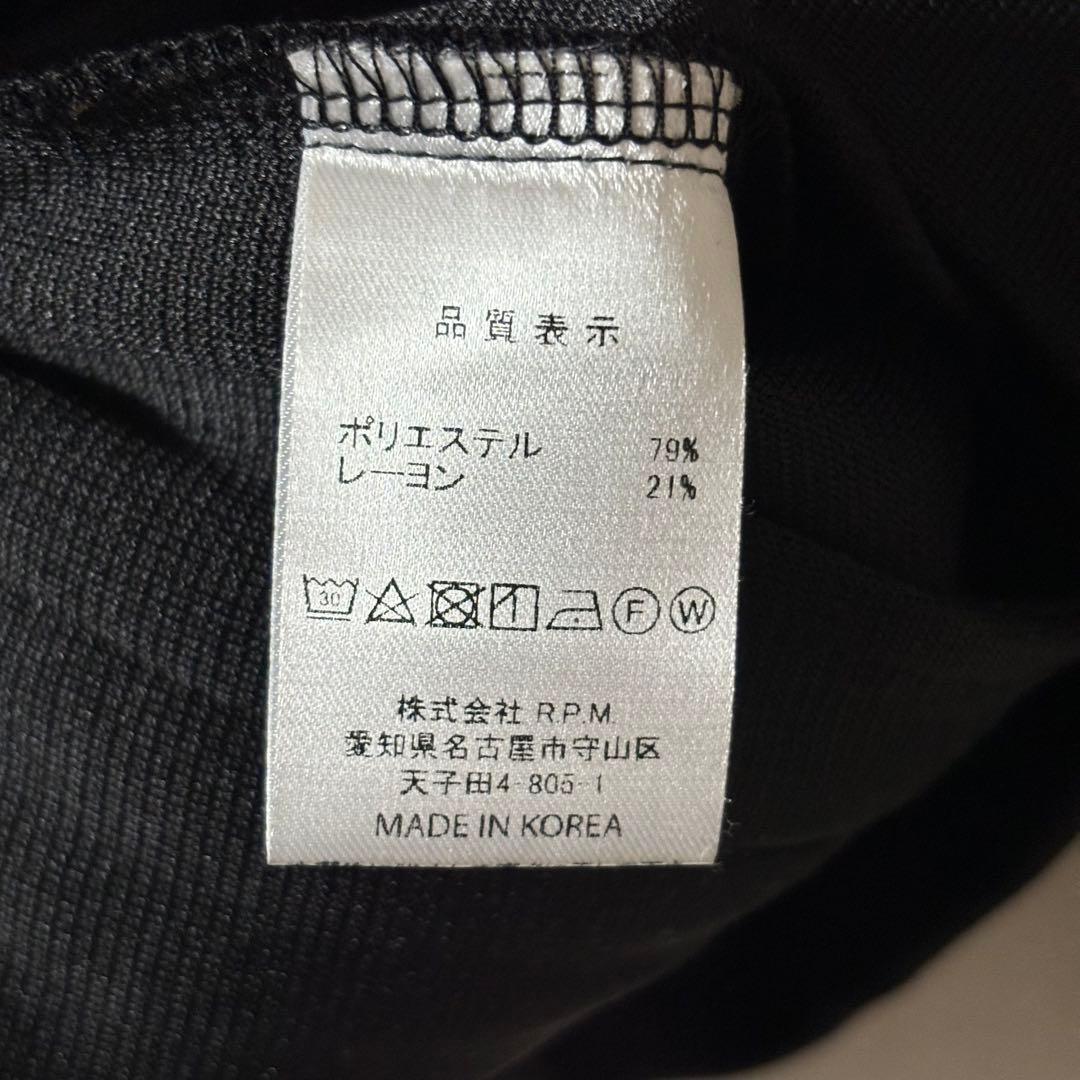 品質表示
ポリエステル 79%
レーヨン 21%
30 F W
株式会社 R.P.M
愛知県名古屋市守山区
天子田4-805-1
MADE IN KOREA